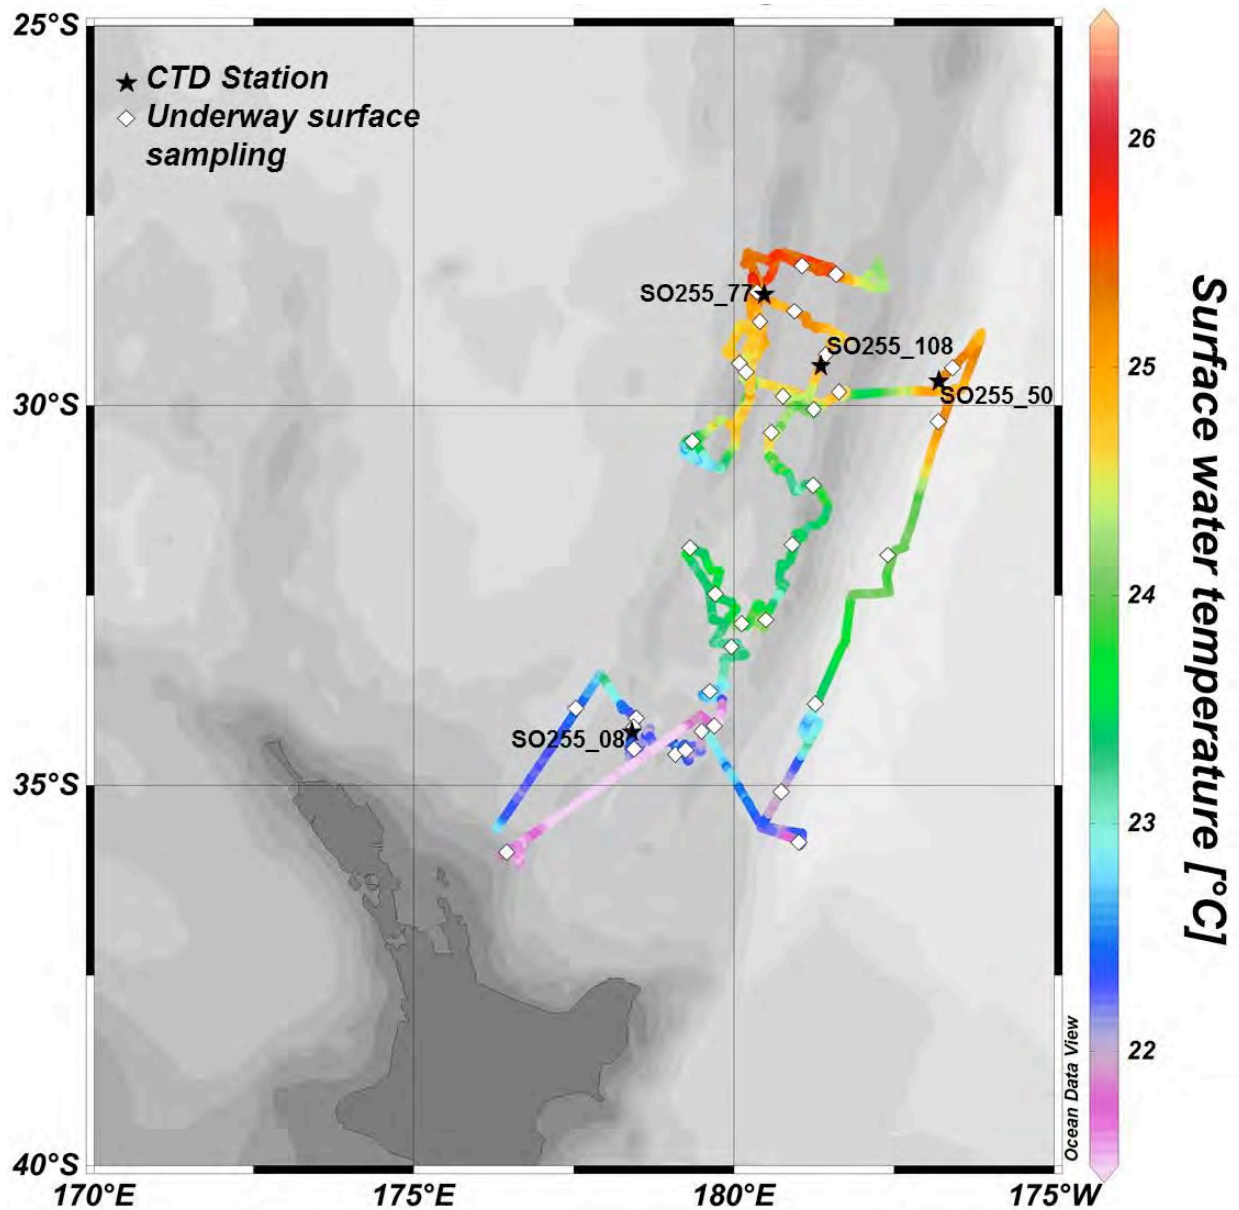 25°S
CTD Station
Underway surface
sampling
26
SO255_77
SO255_108
25
SO255_50
30°S
24
Surface water temperature [°C]
SO255_08
35°S
23
22
Ocean Data View
40°S
170°E
175°E
180°E
175°W